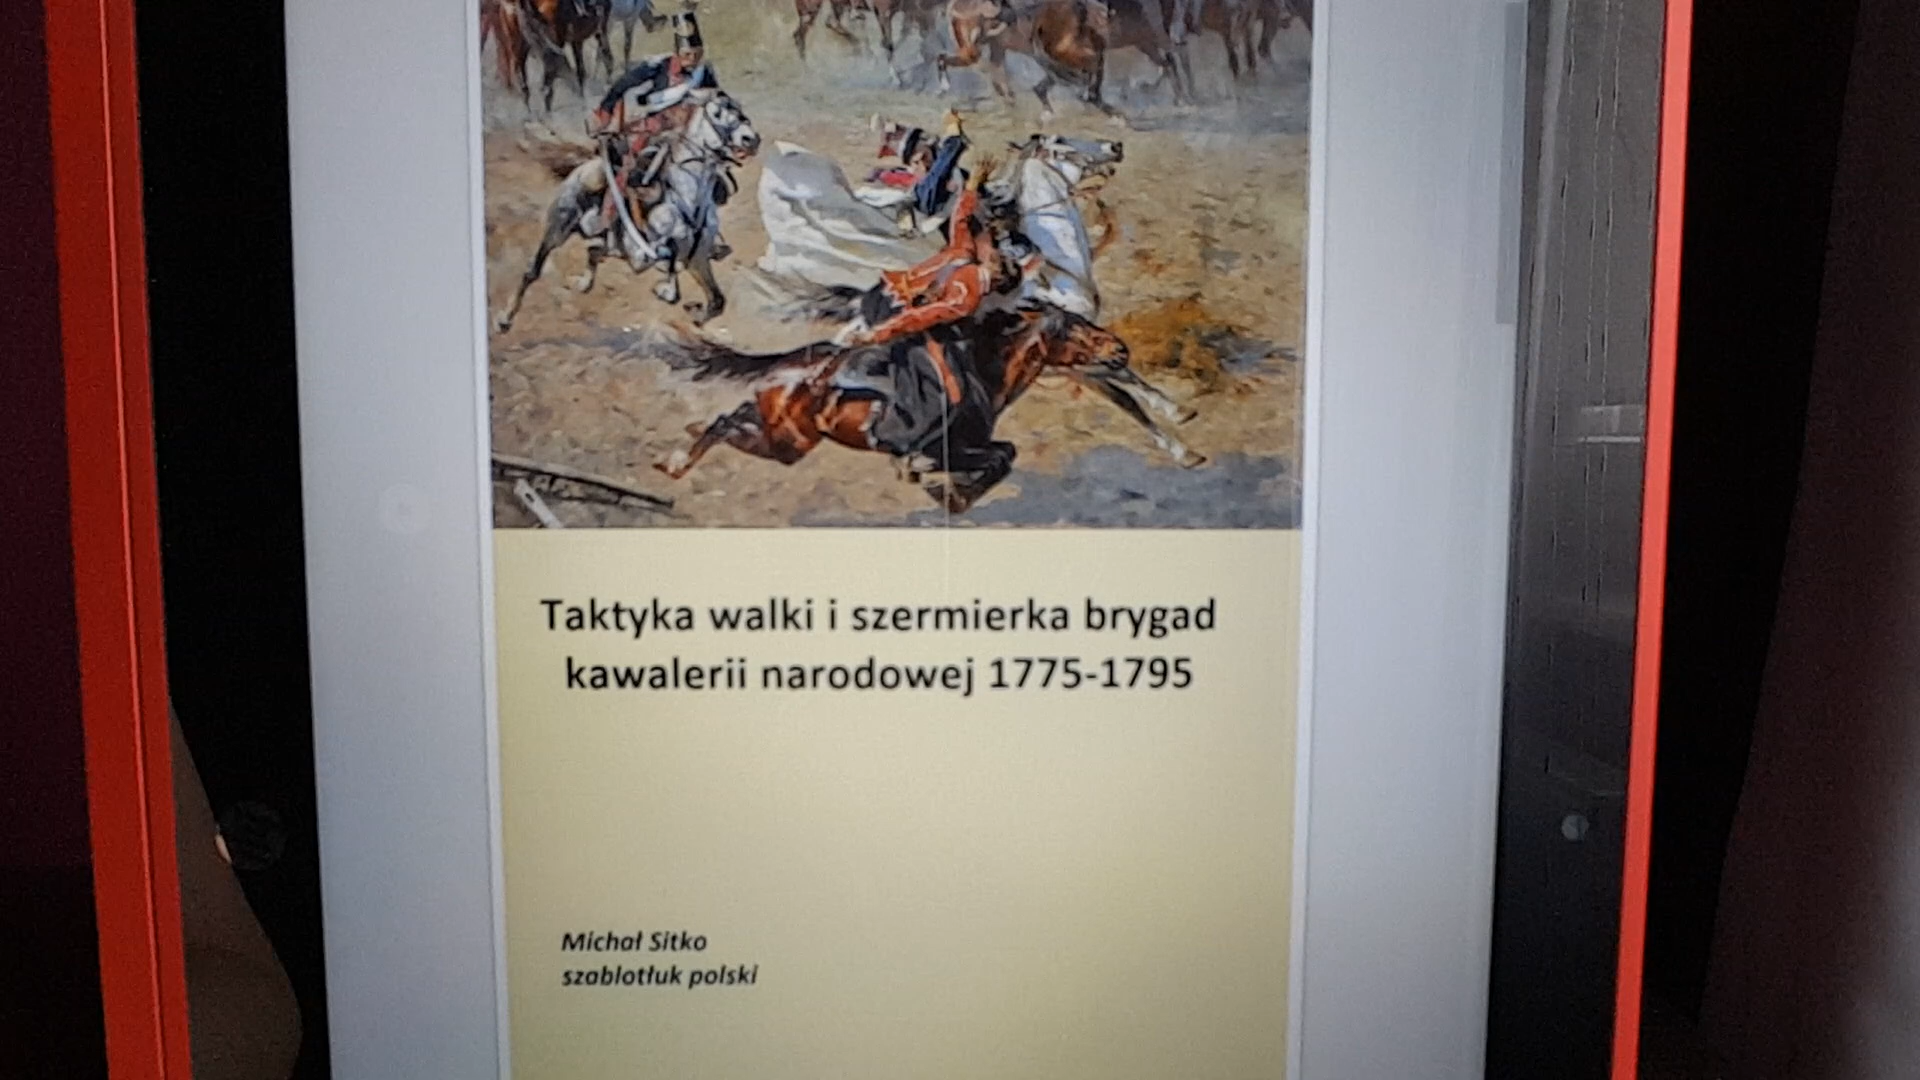 Taktyka walki i szermierka brygad
kawalerii narodowej 1775-1795
Michał Sitko
szablotłuk polski